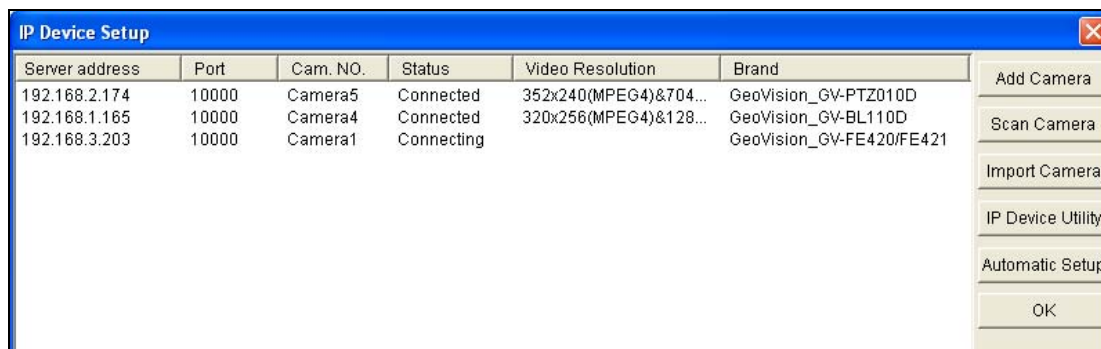 IP Device Setup
Server address Port Cam. NO. Status Video Resolution Brand
192.168.2.174 10000 Camera5 Connected 352x240(MPEG4)&704... GeoVision_GV-PTZ010D
192.168.1.165 10000 Camera4 Connected 320x256(MPEG4)&128... GeoVision_GV-BL110D
192.168.3.203 10000 Camera1 Connecting GeoVision_GV-FE420/FE421
Add Camera
Scan Camera
Import Camera
IP Device Utility
Automatic Setup
OK